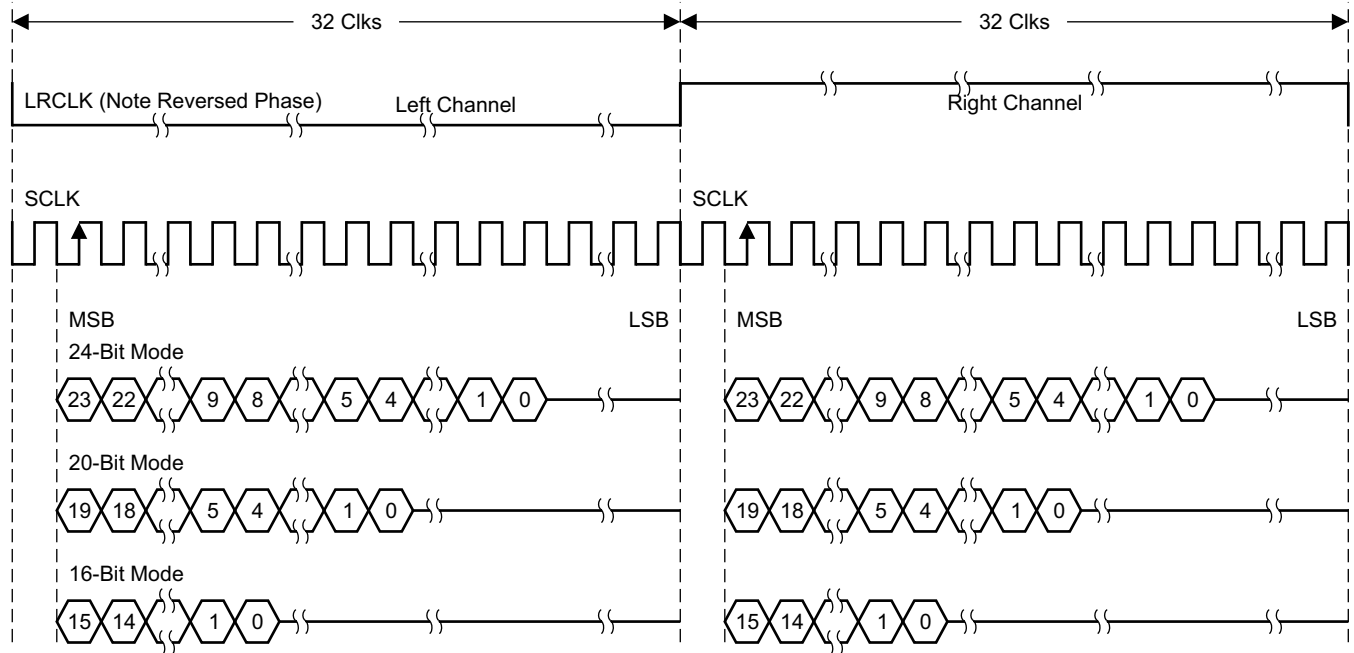 32 Clks 32 Clks
LRCLK (Note Reversed Phase) Left Channel Right Channel
SCLK SCLK
MSB LSB MSB LSB
24-Bit Mode
23 22 9 8 5 4 1 0 23 22 9 8 5 4 1 0
20-Bit Mode
19 18 5 4 1 0 19 18 5 4 1 0
16-Bit Mode
15 14 1 0 15 14 1 0